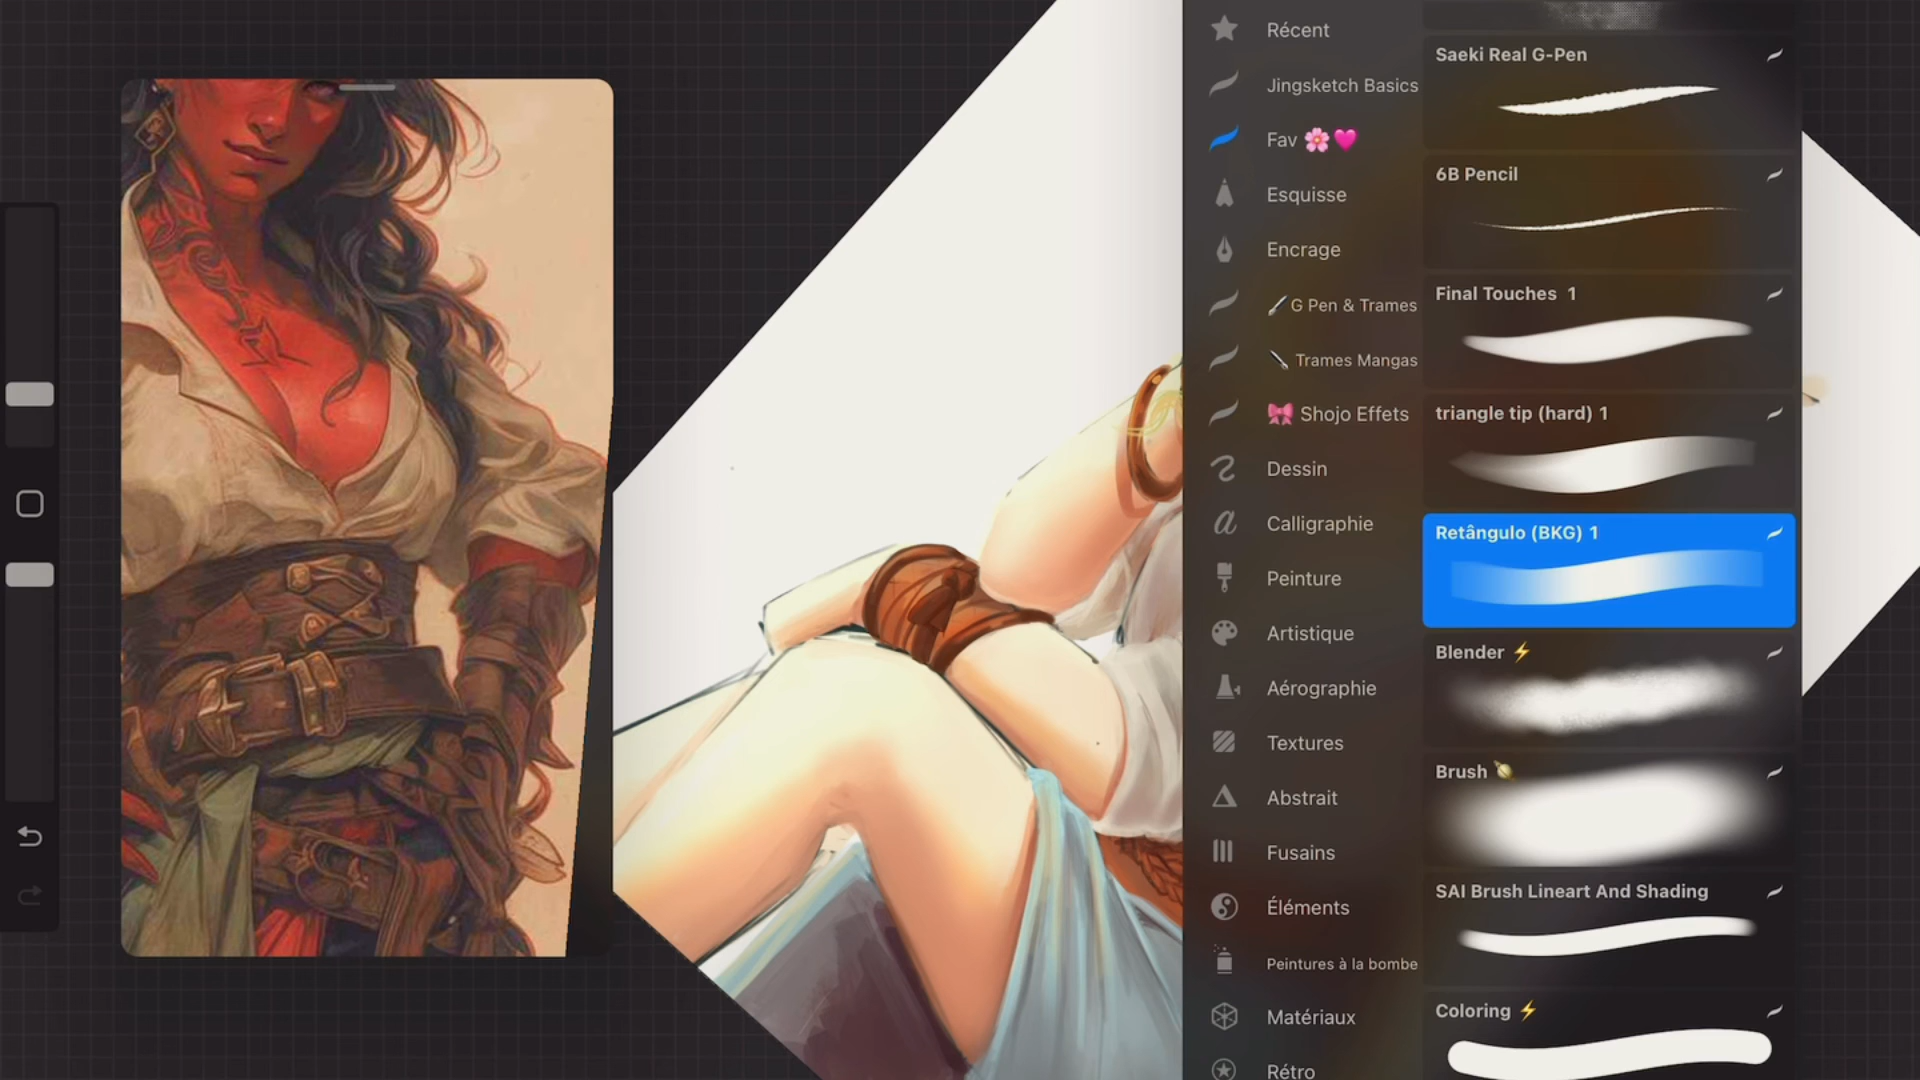 Récent
Jingsketch Basics
Fav 🌸💗
Esquisse
Encrage
G Pen & Trames
Trames Mangas
🎀 Shojo Effets
Dessin
Calligraphie
Peinture
Artistique
Aérographie
Textures
Abstrait
Fusains
Éléments
Peintures à la bombe
Matériaux
Rétro
Saeki Real G-Pen
6B Pencil
Final Touches 1
triangle tip (hard) 1
Retângulo (BKG) 1
Blender ⚡
Brush
SAI Brush Lineart And Shading
Coloring ⚡